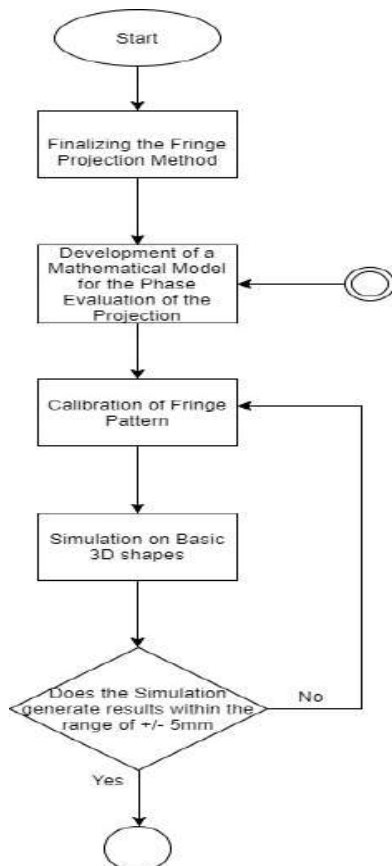 Start
Finalizing the Fringe
Projection Method
Development of a
Mathematical Model
for the Phase
Evaluation of the
Projection
Calibration of Fringe
Pattern
Simulation on Basic
3D shapes
Does the Simulation
generate results within the
range of +/- 5mm
No
Yes